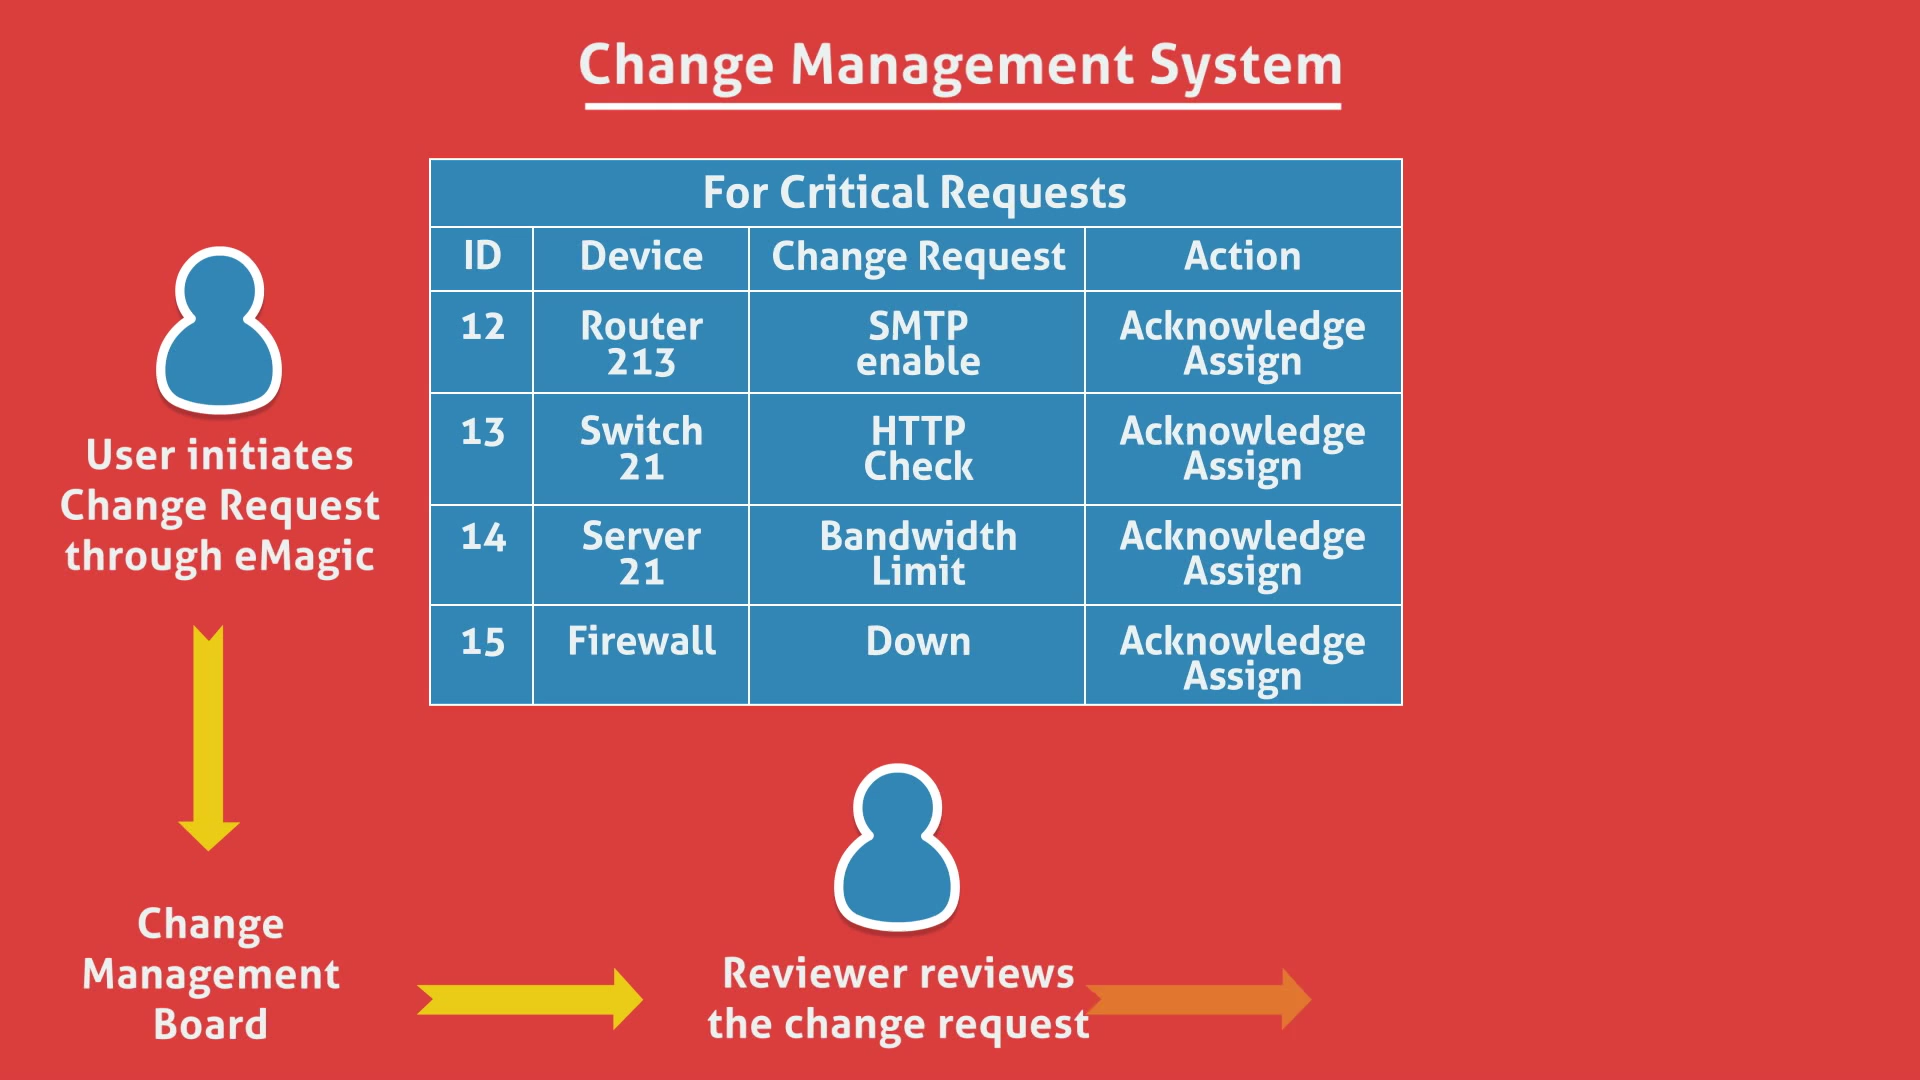 Change Management System
For Critical Requests
ID Device Change Request Action
12 Router 213 SMTP enable Acknowledge Assign
13 Switch 21 HTTP Check Acknowledge Assign
14 Server 21 Bandwidth Limit Acknowledge Assign
15 Firewall Down Acknowledge Assign
User initiates
Change Request
through eMagic
Change
Management
Board
Reviewer reviews
the change request